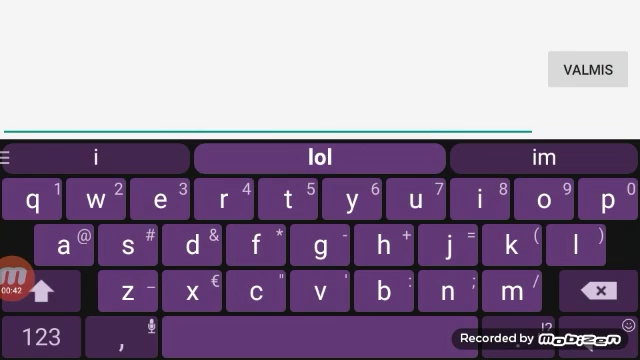 VALMIS
i lol im
q 1 w 2 e 3 r 4 t 5 y 6 u 7 i 8 o 9 p 0
a @ s # d & f * g - h + j = k ( l )
z _ x € c " v ' b : n ; m /
00:42
123 , . !?
Recorded by mobizen